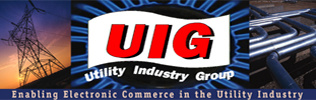 UIG
Utility Industry Group
Enabling Electronic Commerce in the Utility Industry